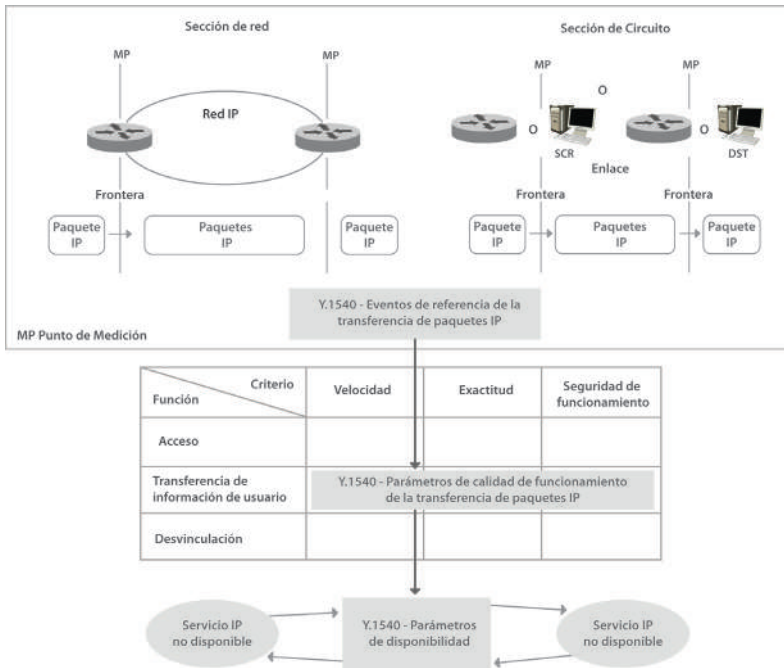 Sección de red
Sección de Circuito
MP
MP
MP
MP
Red IP
O
O
O
SCR
DST
Enlace
Frontera
Frontera
Frontera
Paquete
IP
Paquetes
IP
Paquete
IP
Paquete
IP
Paquetes
IP
Paquete
IP
Y.1540 - Eventos de referencia de la
transferencia de paquetes IP
MP Punto de Medición
Criterio
Función
Velocidad
Exactitud
Seguridad de
funcionamiento
Acceso
Transferencia de
información de usuario
Y.1540 - Parámetros de calidad de funcionamiento
de la transferencia de paquetes IP
Desvinculación
Servicio IP
no disponible
Y.1540 - Parámetros
de disponibilidad
Servicio IP
no disponible